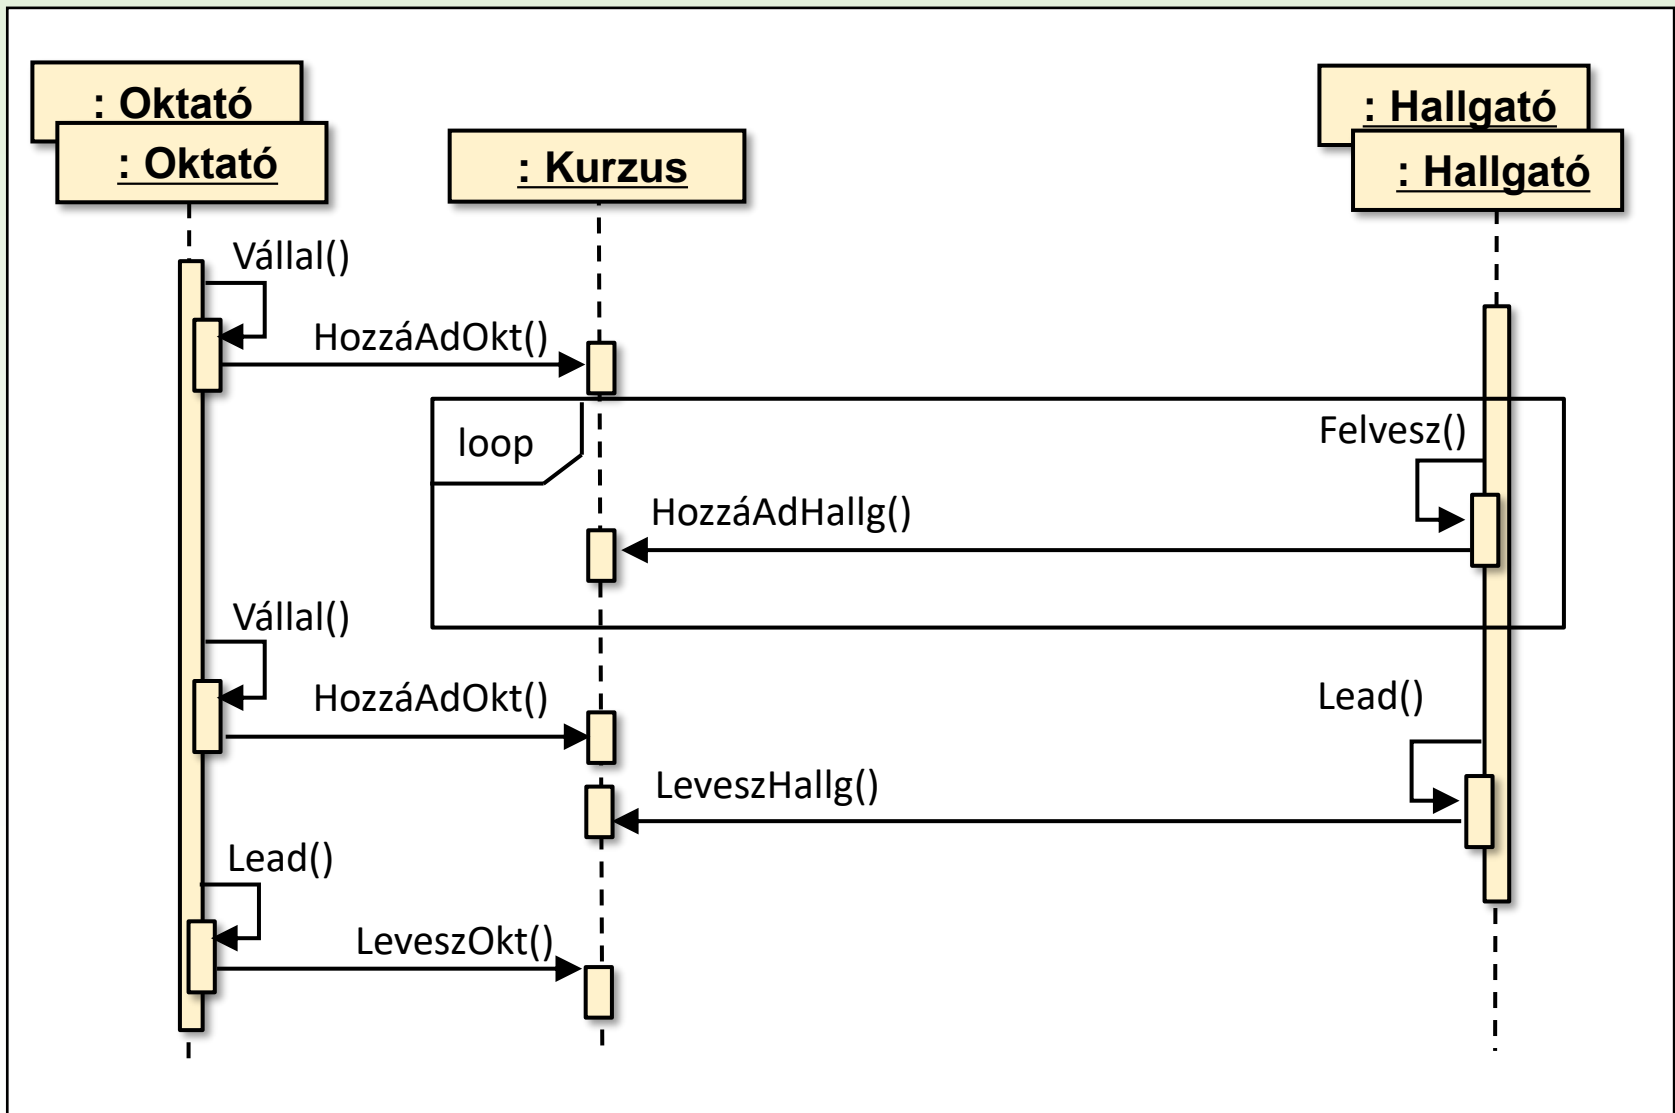 : Oktató
: Oktató
: Kurzus
: Hallgató
: Hallgató
Vállal()
HozzáAdOkt()
loop
Felvesz()
HozzáAdHallg()
Vállal()
HozzáAdOkt()
Lead()
LeveszHallg()
Lead()
LeveszOkt()